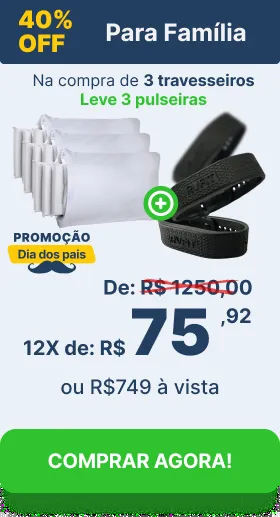 40%
OFF
Para Família
Na compra de 3 travesseiros
Leve 3 pulseiras
PROMOÇÃO
Dia dos pais
De: R$ 1250,00
12X de: R$ 75,92
ou R$749 à vista
COMPRAR AGORA!